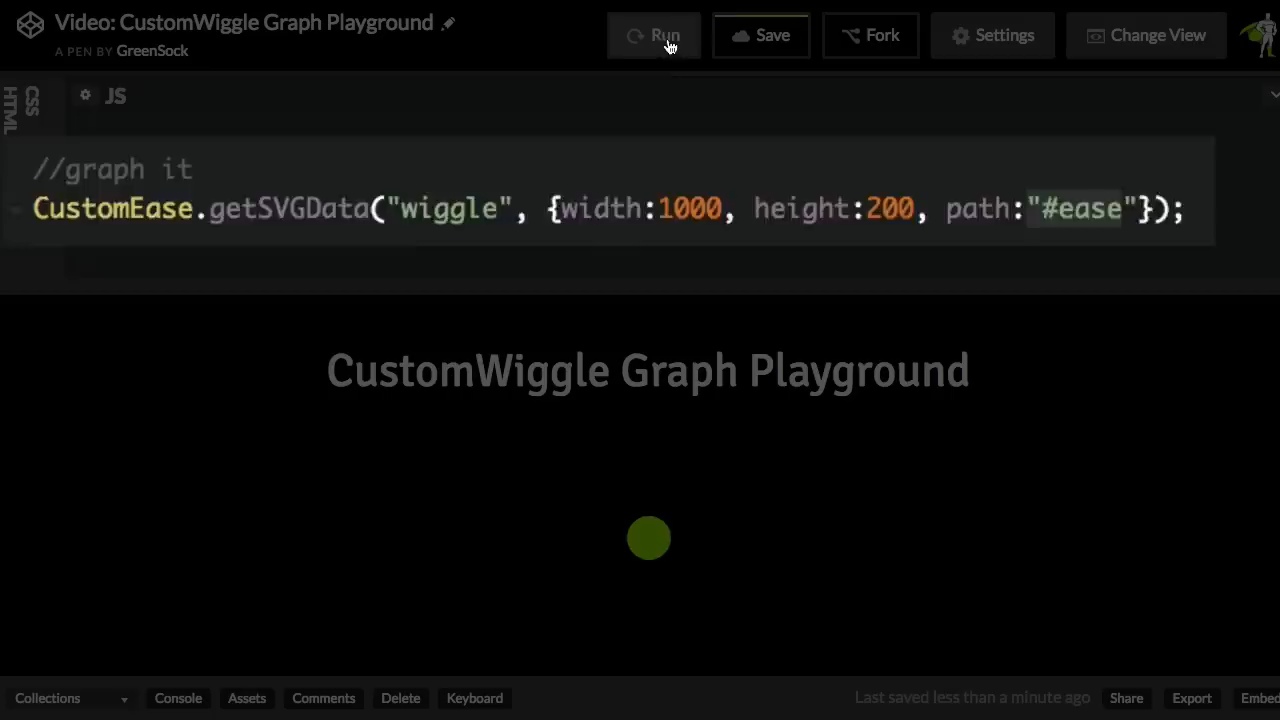 Video: CustomWiggle Graph Playground
A PEN BY GreenSock
Run
Save
Fork
Settings
Change View
HTML
CSS
JS
//graph it
CustomEase.getSVGData("wiggle", {width:1000, height:200, path:"#ease"});
CustomWiggle Graph Playground
Collections
Console
Assets
Comments
Delete
Keyboard
Last saved less than a minute ago
Share
Export
Embed